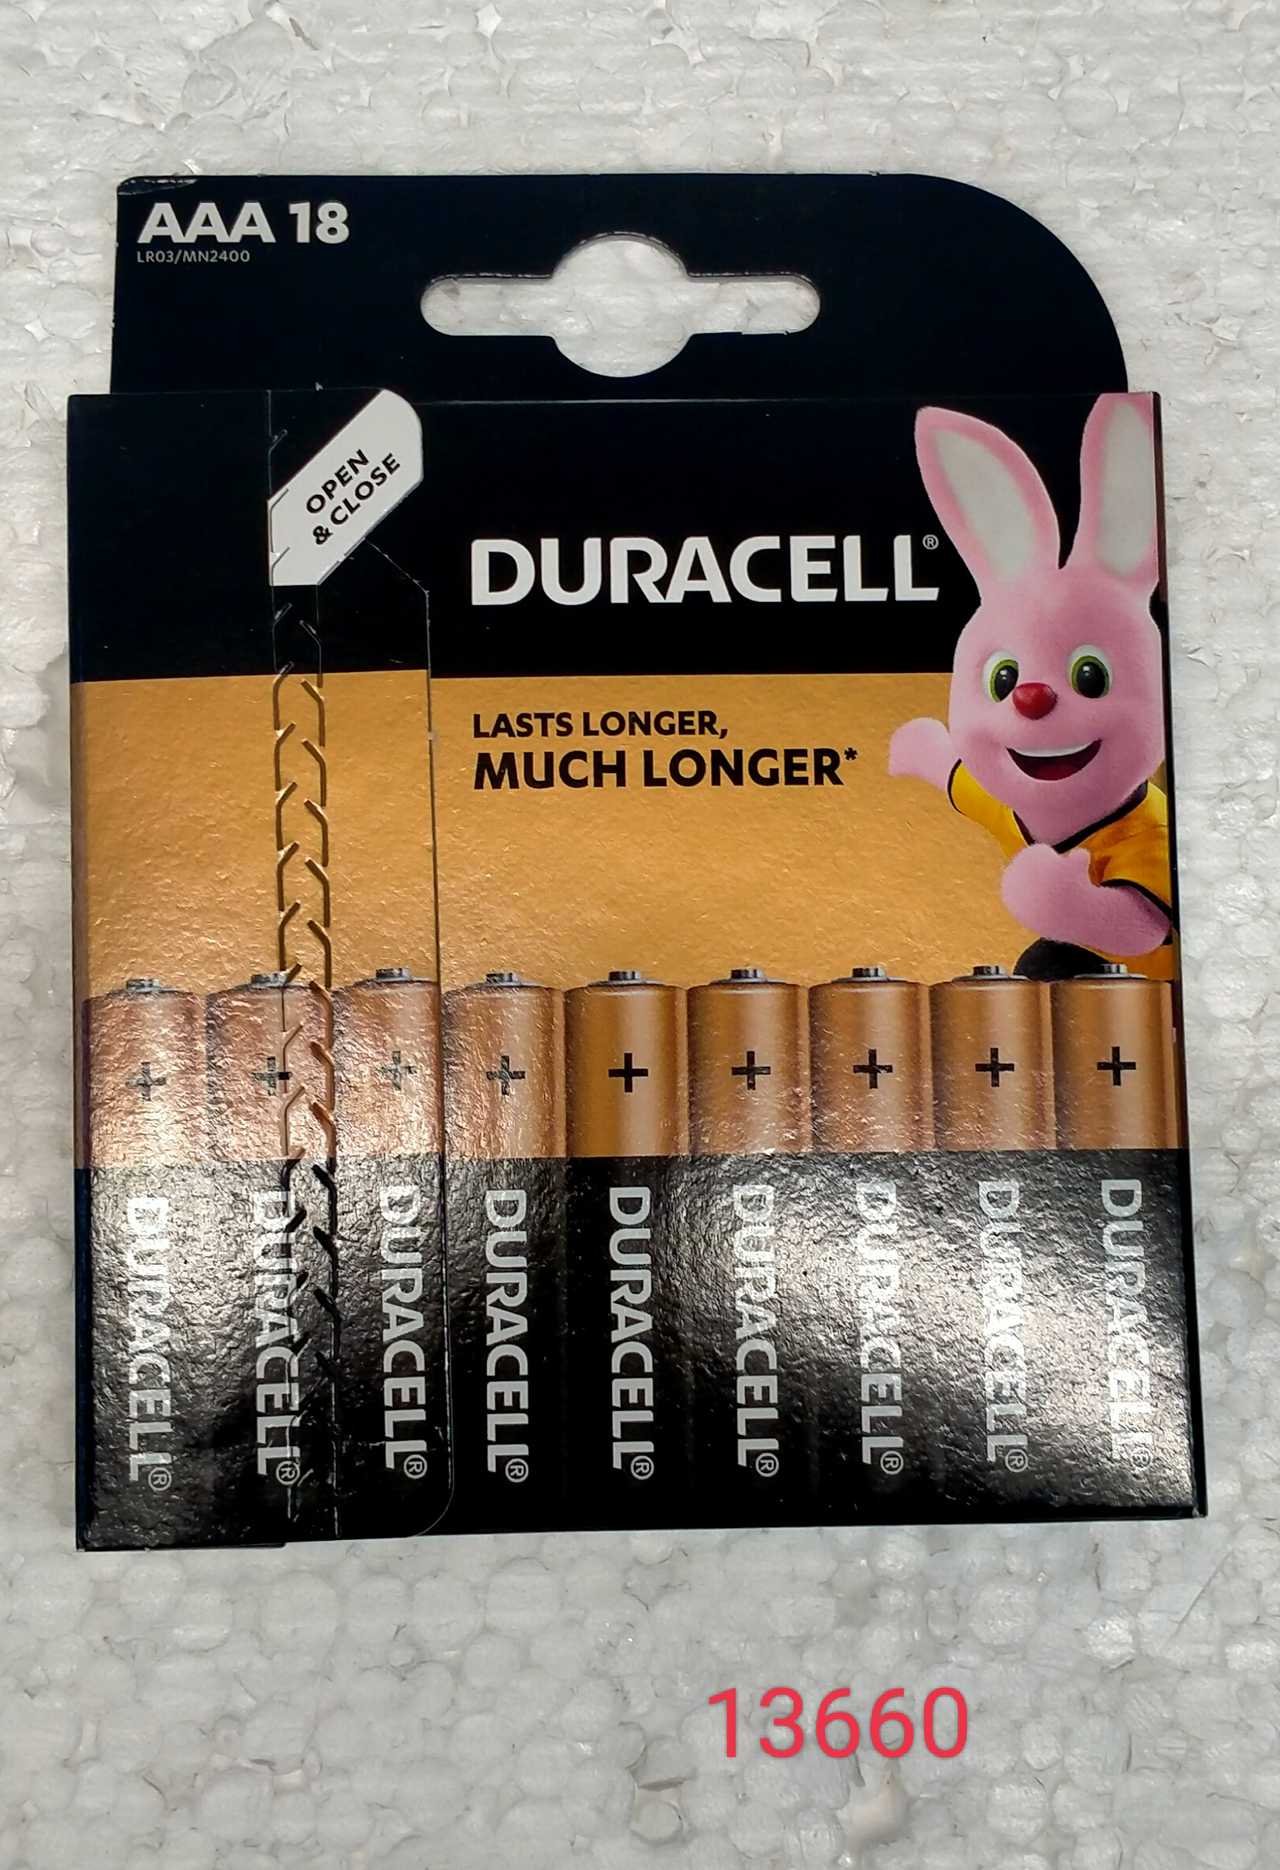 AAA 18
LR03/MN2400
OPEN
& CLOSE
DURACELL®
LASTS LONGER,
MUCH LONGER*
+ + + + + + + + +
DURACELL®
DURACELL®
DURACELL®
DURACELL®
DURACELL®
DURACELL®
DURACELL®
DURACELL®
DURACELL®
13660